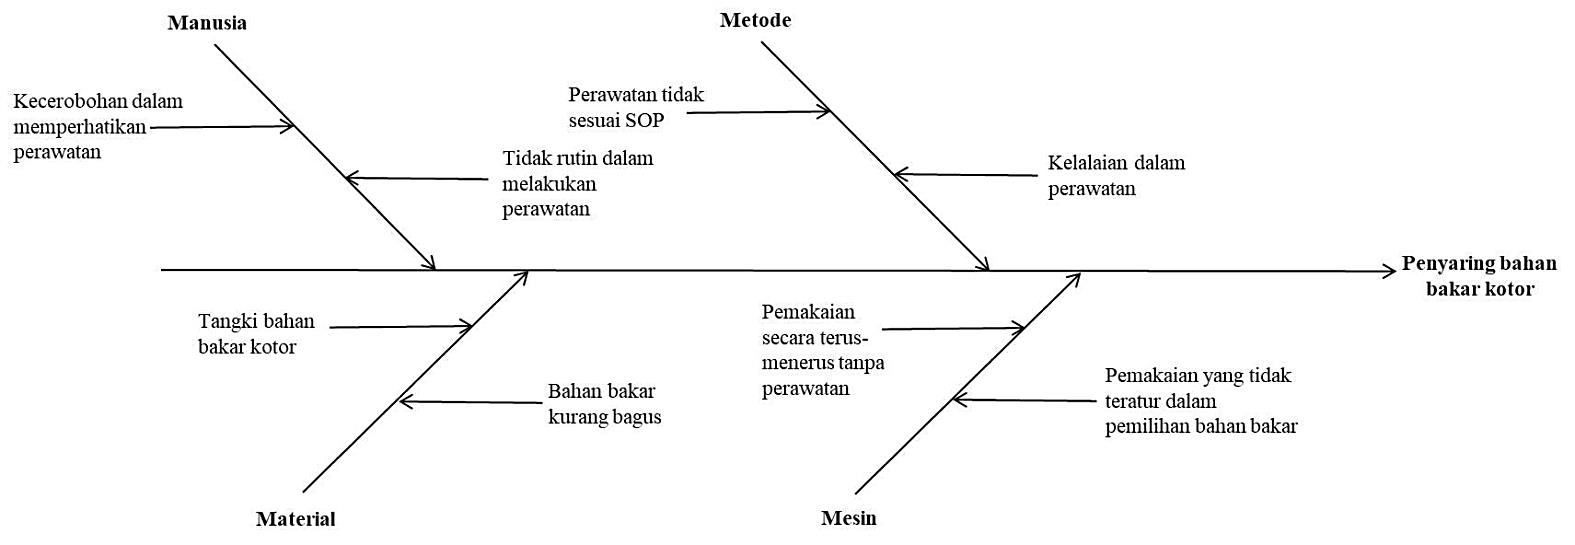 Manusia
Metode
Kecerobohan dalam
memperhatikan
perawatan
Tidak rutin dalam
melakukan
perawatan
Perawatan tidak
sesuai SOP
Kelalaian dalam
perawatan
Penyaring bahan
bakar kotor
Tangki bahan
bakar kotor
Bahan bakar
kurang bagus
Pemakaian
secara terus-
menerus tanpa
perawatan
Pemakaian yang tidak
teratur dalam
pemilihan bahan bakar
Material
Mesin